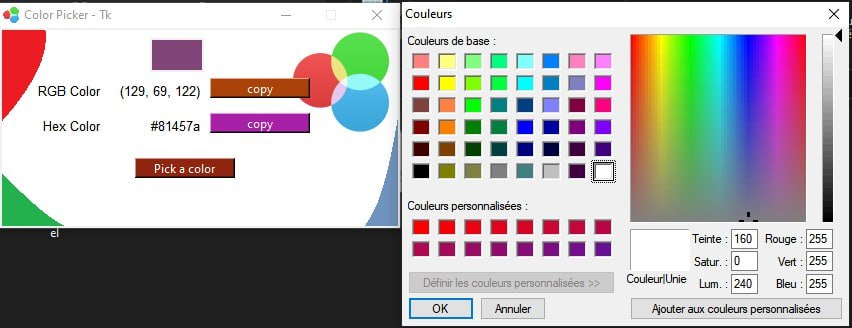 Color Picker - Tk
RGB Color (129, 69, 122) copy
Hex Color #81457a copy
Pick a color
el
Couleurs
Couleurs de base :
Couleurs personnalisées :
Définir les couleurs personnalisées >>
OK Annuler
Couleur|Unie
Teinte : 160 Rouge : 255
Satur. : 0 Vert : 255
Lum. : 240 Bleu : 255
Ajouter aux couleurs personnalisées